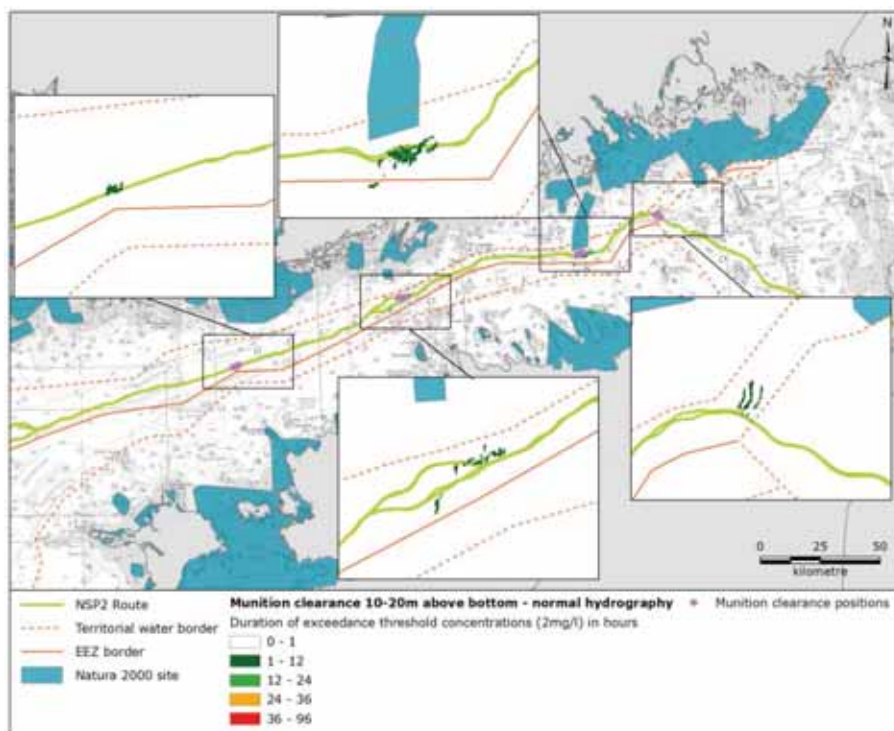 N
0 25 50
kilometre
NSP2 Route
Territorial water border
EEZ border
Natura 2000 site
Munition clearance 10-20m above bottom - normal hydrography
Munition clearance positions
Duration of exceedance threshold concentrations (2mg/l) in hours
0 - 1
1 - 12
12 - 24
24 - 36
36 - 96